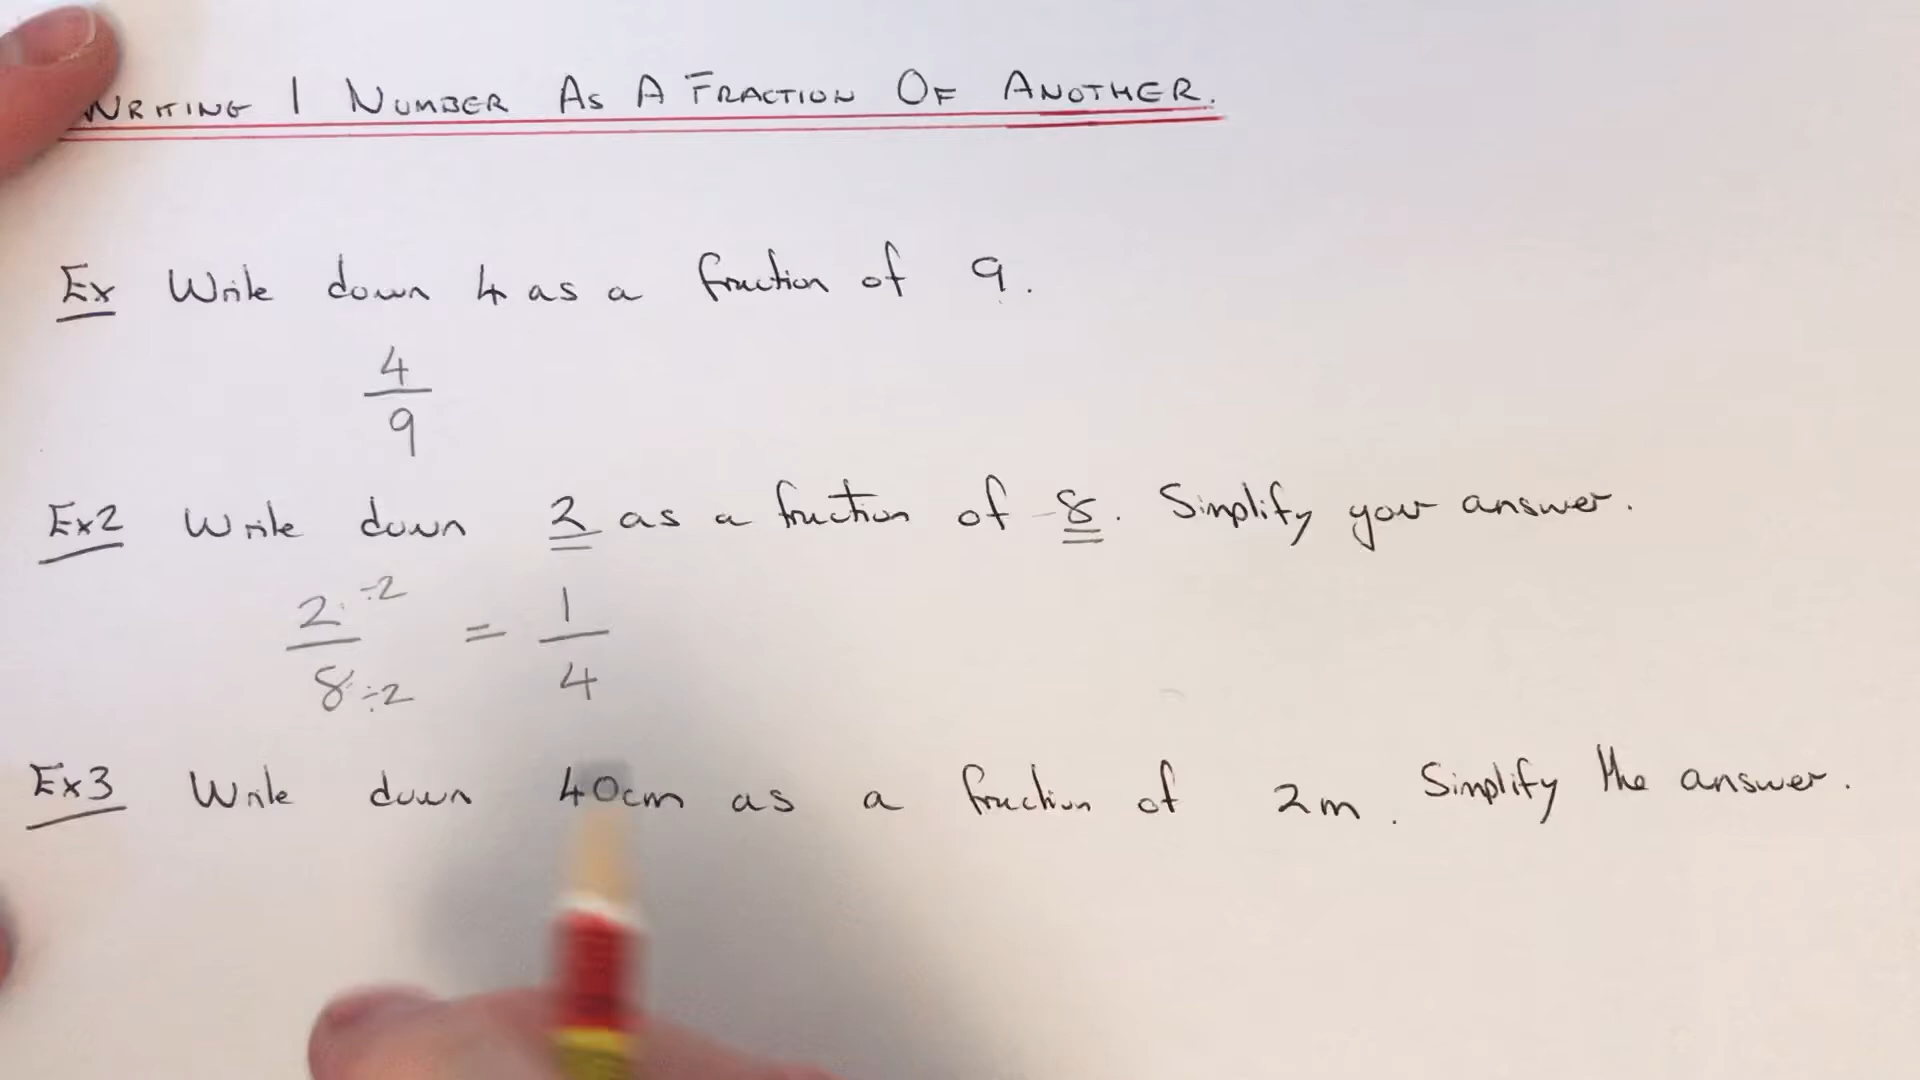 WRITING 1 NUMBER AS A FRACTION OF ANOTHER.
Ex Write down 4 as a fraction of 9.
4
9
Ex2 Write down 2 as a fraction of 8. Simplify your answer.
2 ÷2 = 1
8 ÷2 4
Ex3 Write down 40cm as a fraction of 2m. Simplify the answer.